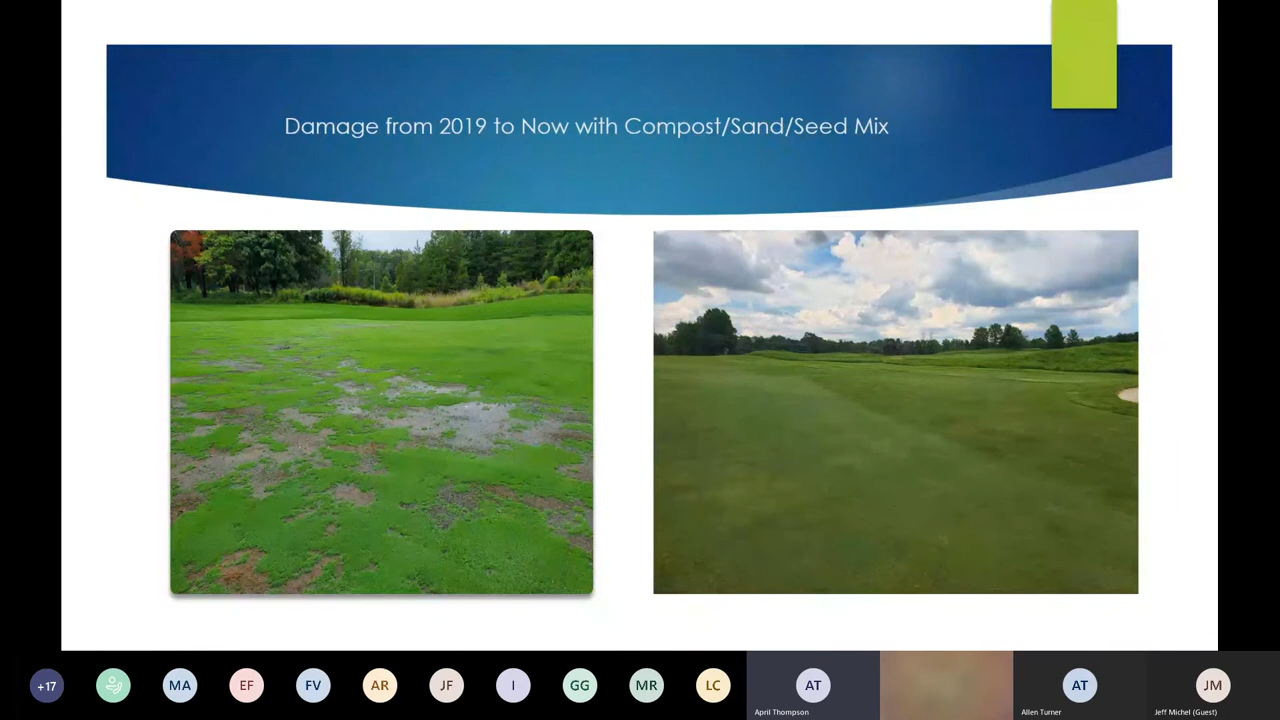 Damage from 2019 to Now with Compost/Sand/Seed Mix
+17
MA
EF
FV
AR
JF
I
GG
MR
LC
AT
April Thompson
AT
Allen Turner
JM
Jeff Michel (Guest)